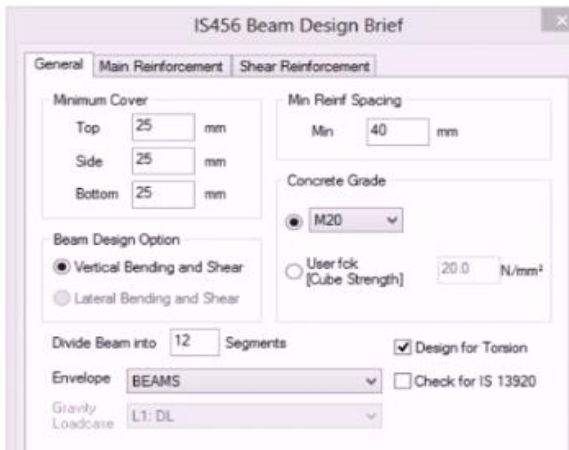 IS456 Beam Design Brief
General Main Reinforcement Shear Reinforcement
Minimum Cover
Top 25 mm
Side 25 mm
Bottom 25 mm
Min Reinf Spacing
Min 40 mm
Concrete Grade
M20
User fck
[Cube Strength] 20.0 N/mm²
Beam Design Option
Vertical Bending and Shear
Lateral Bending and Shear
Divide Beam into 12 Segments
Design for Torsion
Envelope BEAMS
Check for IS 13920
Gravity
Loadcase L1: DL